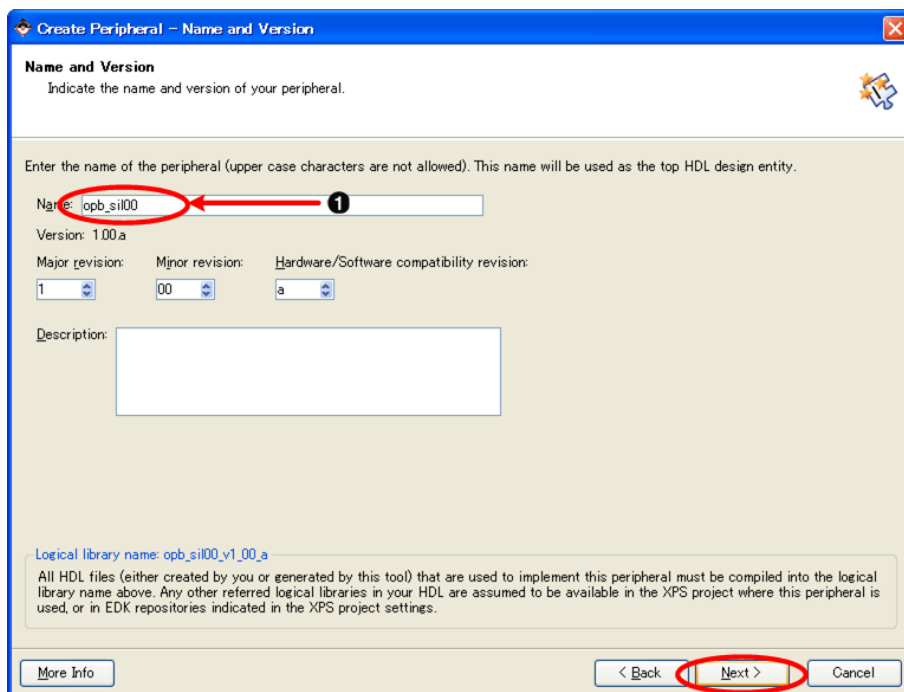 Create Peripheral - Name and Version
Name and Version
Indicate the name and version of your peripheral.
Enter the name of the peripheral (upper case characters are not allowed). This name will be used as the top HDL design entity.
Name: opb_sil00
1
Version: 1.00.a
Major revision: Minor revision: Hardware/Software compatibility revision:
1 00 a
Description:
Logical library name: opb_sil00_v1_00_a
All HDL files (either created by you or generated by this tool) that are used to implement this peripheral must be compiled into the logical
library name above. Any other referred logical libraries in your HDL are assumed to be available in the XPS project where this peripheral is
used, or in EDK repositories indicated in the XPS project settings.
More Info < Back Next > Cancel